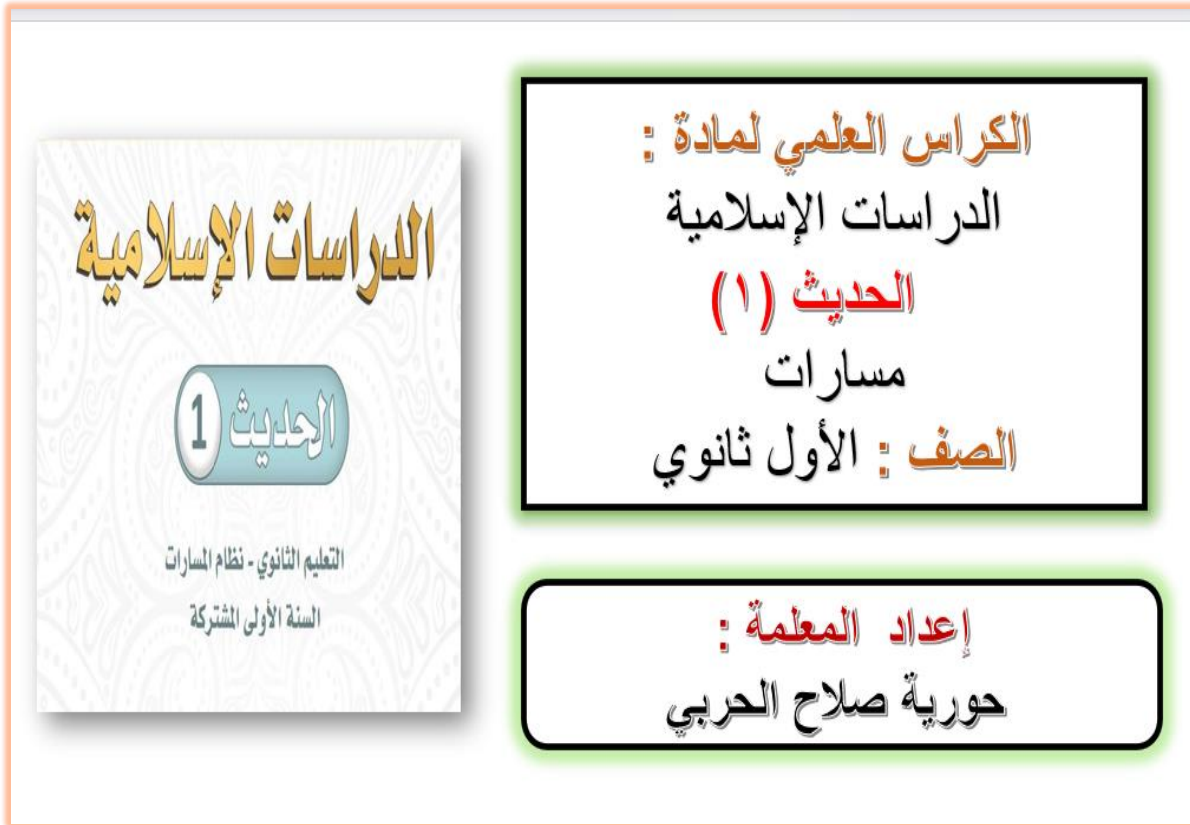 الكراس العلمي لمادة :
الدراسات الإسلامية
الحديث (١)
مسارات
الصف : الأول ثانوي
إعداد المعلمة :
حورية صلاح الحربي
الدراسات الإسلامية
الحديث 1
التعليم الثانوي - نظام المسارات
السنة الأولى المشتركة